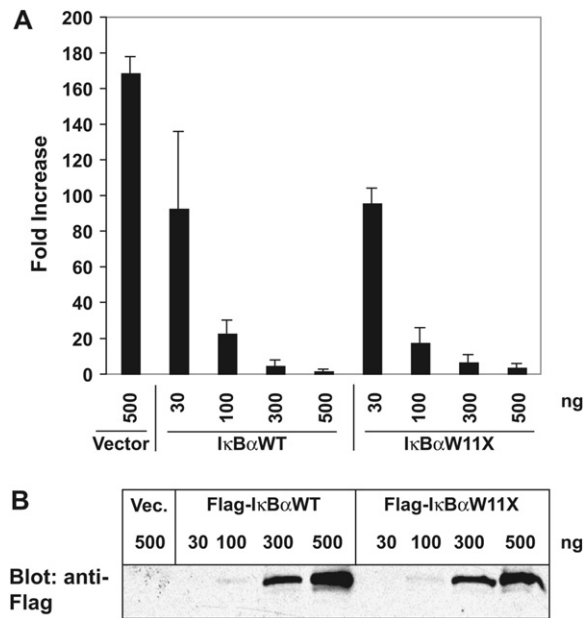 A
Fold Increase
200
180
160
140
120
100
80
60
40
20
0
500 30 100 300 500 30 100 300 500 ng
Vector IκBαWT IκBαW11X
B
Vec. Flag-IκBαWT Flag-IκBαW11X
500 30 100 300 500 30 100 300 500 ng
Blot: anti-
Flag